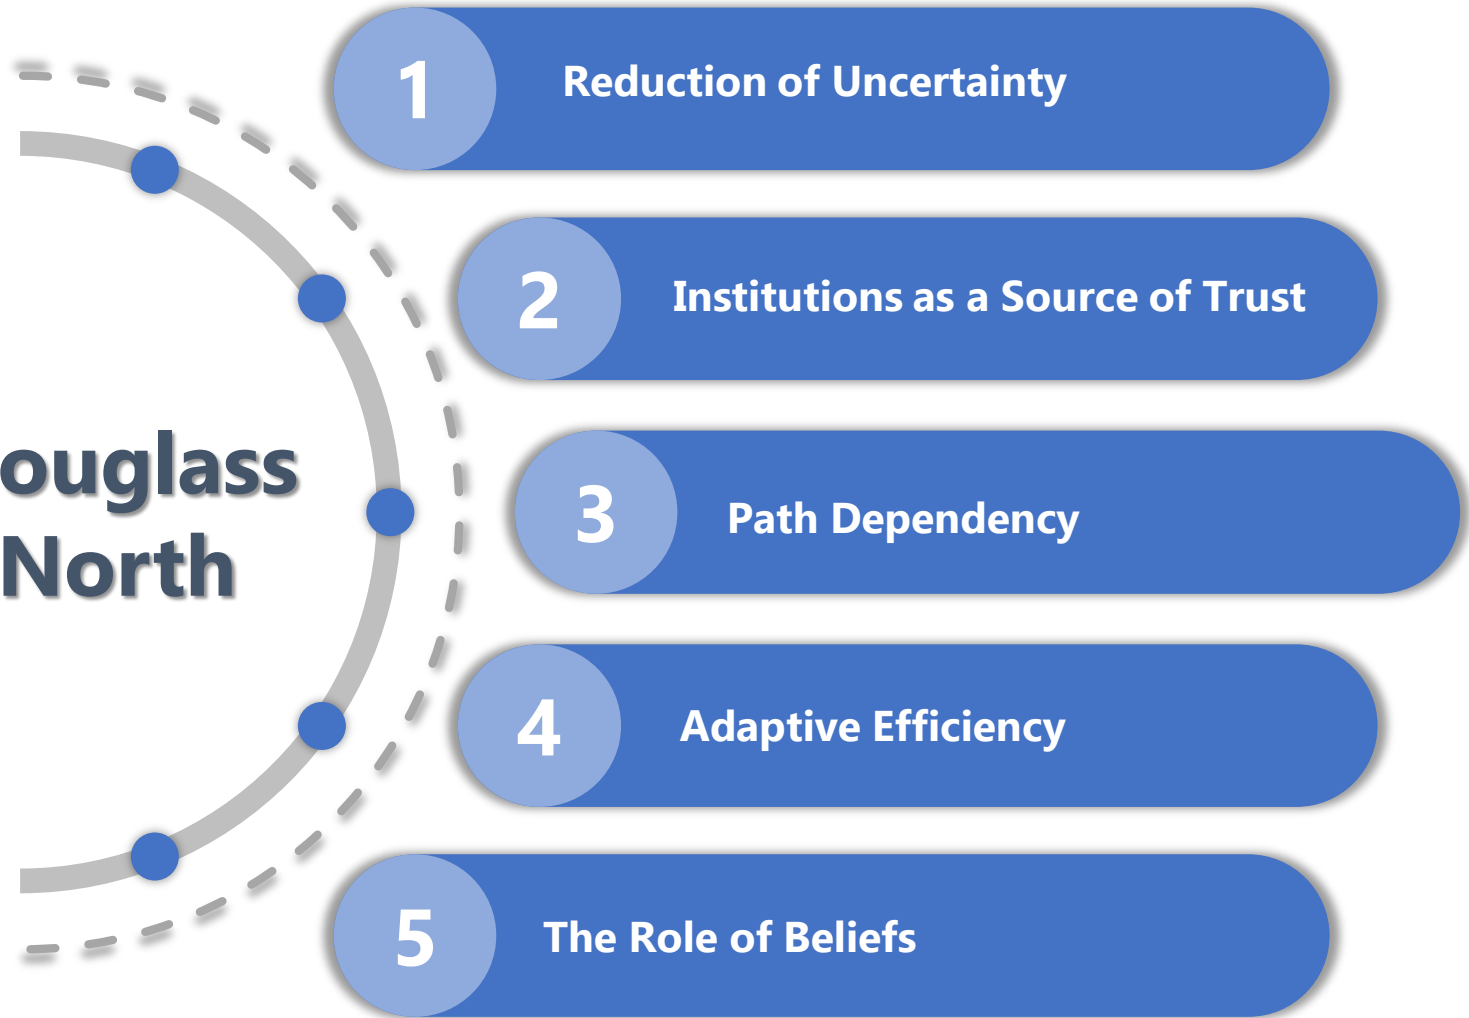 ouglass
North
1
Reduction of Uncertainty
2
Institutions as a Source of Trust
3
Path Dependency
4
Adaptive Efficiency
5
The Role of Beliefs